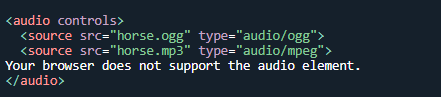 <audio controls>
  <source src="horse.ogg" type="audio/ogg">
  <source src="horse.mp3" type="audio/mpeg">
Your browser does not support the audio element.
</audio>